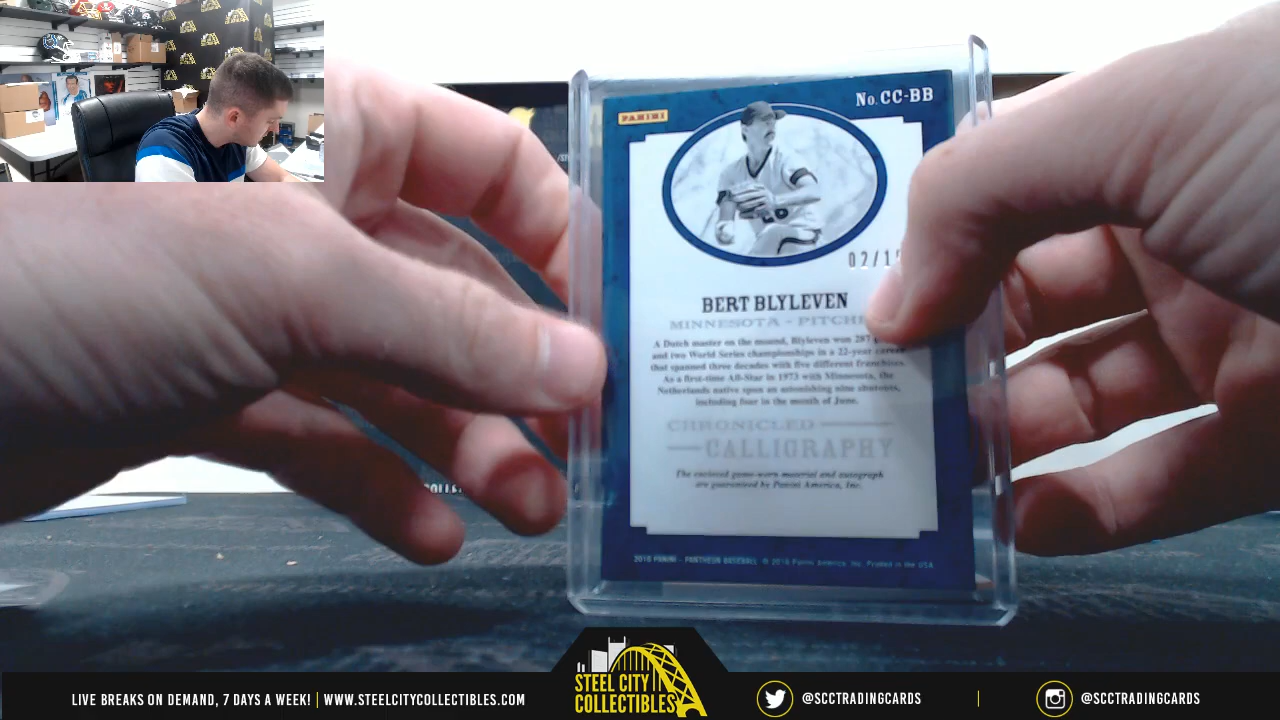 PANINI
No. CC-BB
02/1
BERT BLYLEVEN
MINNESOTA - PITCHE
A Dutch master on the mound, Blyleven won 287
and two World Series championships in a 22-year career
that spanned three decades with five different franchises.
As a first-time All-Star in 1973 with Minnesota, the
Netherlands native spun an astonishing nine shutouts,
including four in the month of June.
CHRONICLED
CALLIGRAPHY
The enclosed game-worn material and autograph
are guaranteed by Panini America, Inc.
2016 PANINI - PANTHEON BASEBALL © 2016 Panini America, Inc. Printed in the USA.
STEEL CITY
COLLECTIBLES
LIVE BREAKS ON DEMAND, 7 DAYS A WEEK! | WWW.STEELCITYCOLLECTIBLES.COM
@SCCTRADINGCARDS | @SCCTRADINGCARDS